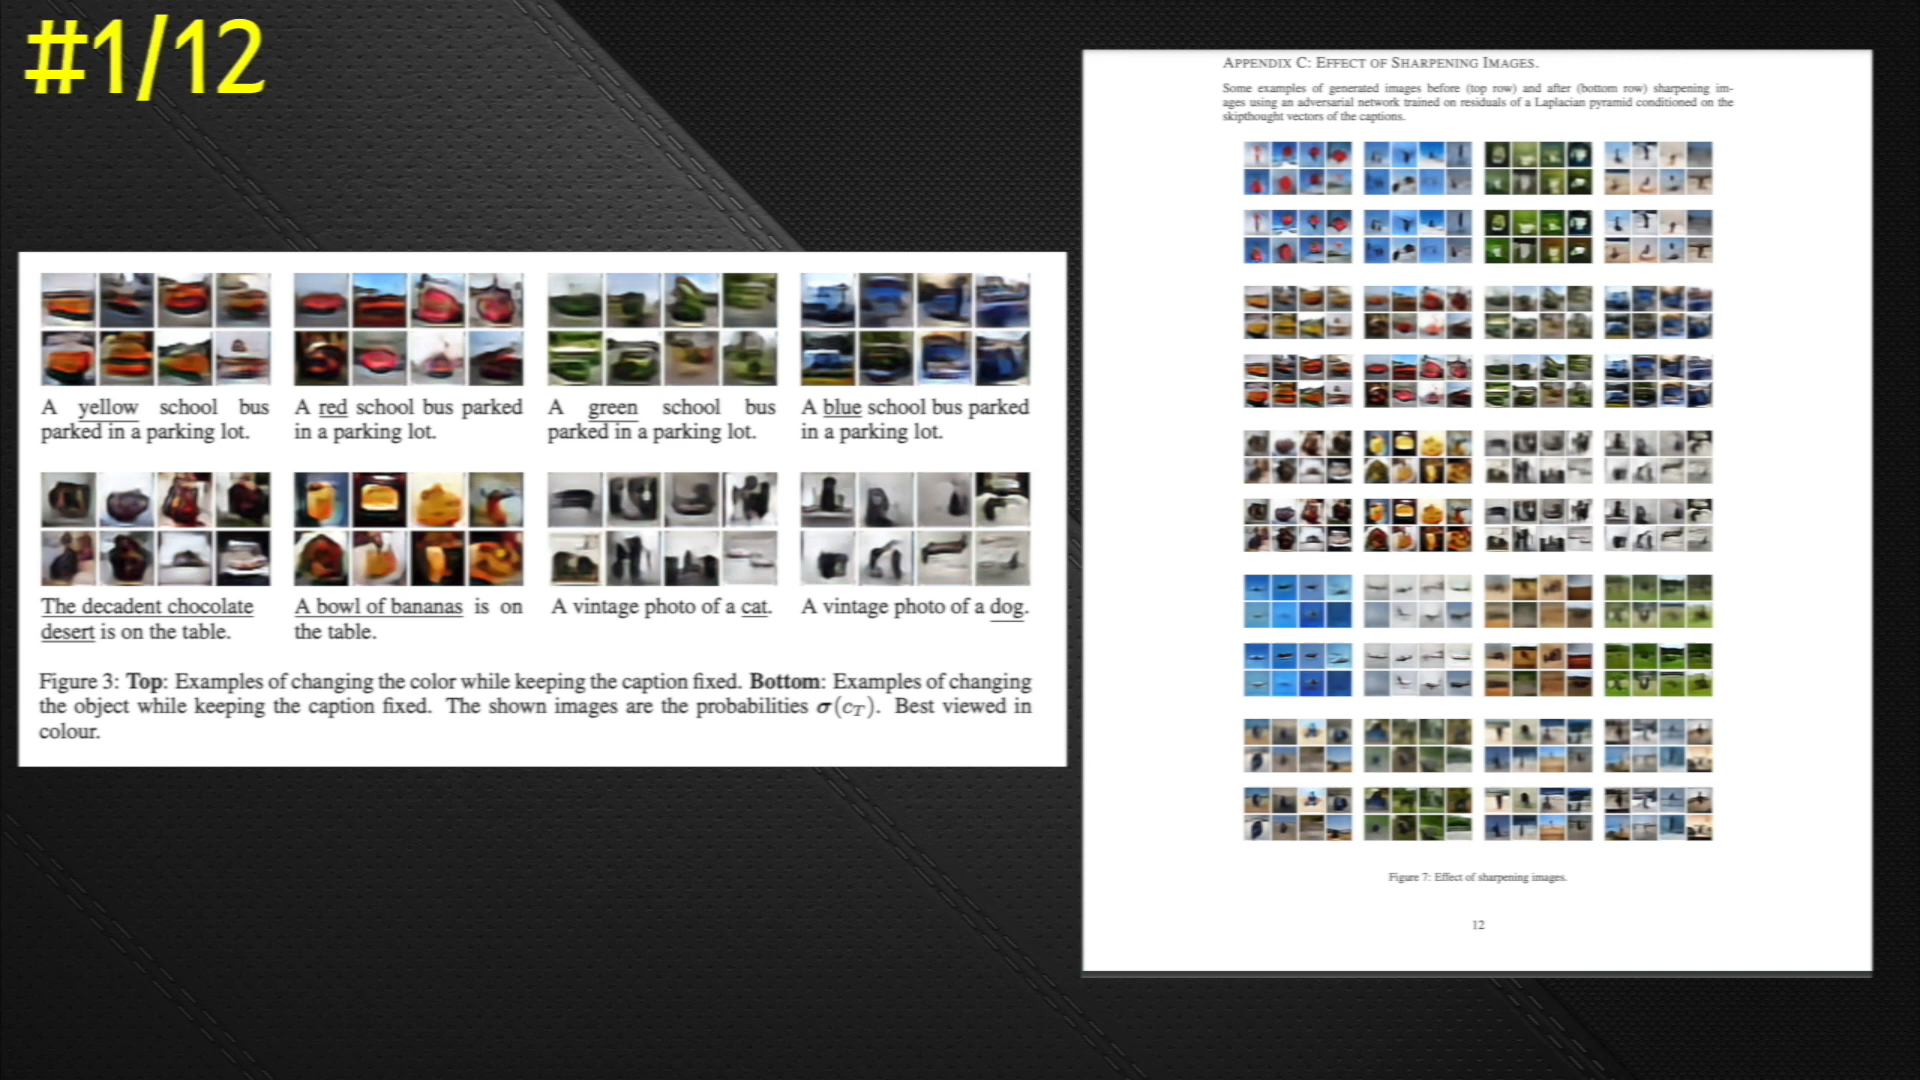 #1/12
A yellow school bus
parked in a parking lot.
A red school bus parked
in a parking lot.
A green school bus
parked in a parking lot.
A blue school bus parked
in a parking lot.
The decadent chocolate
desert is on the table.
A bowl of bananas is on
the table.
A vintage photo of a cat.
A vintage photo of a dog.
Figure 3: Top: Examples of changing the color while keeping the caption fixed. Bottom: Examples of changing
the object while keeping the caption fixed. The shown images are the probabilities σ(c_T). Best viewed in
colour.
APPENDIX C: EFFECT OF SHARPENING IMAGES.
Some examples of generated images before (top row) and after (bottom row) sharpening im-
ages using an adversarial network trained on residuals of a Laplacian pyramid conditioned on the
skipthought vectors of the captions.
Figure 7: Effect of sharpening images.
12